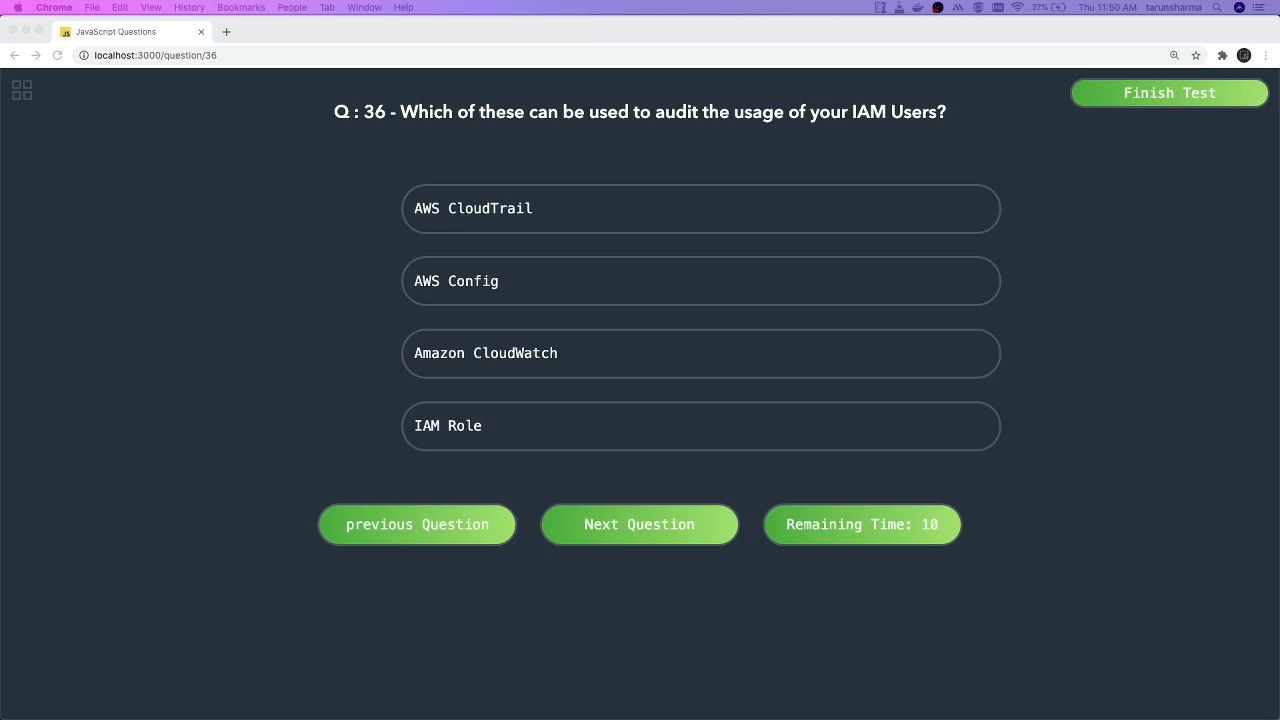 Chrome File Edit View History Bookmarks People Tab Window Help 27% Thu 11:50 AM tarunsharma
JS JavaScript Questions
localhost:3000/question/36
Finish Test
Q : 36 - Which of these can be used to audit the usage of your IAM Users?
AWS CloudTrail
AWS Config
Amazon CloudWatch
IAM Role
previous Question Next Question Remaining Time: 10